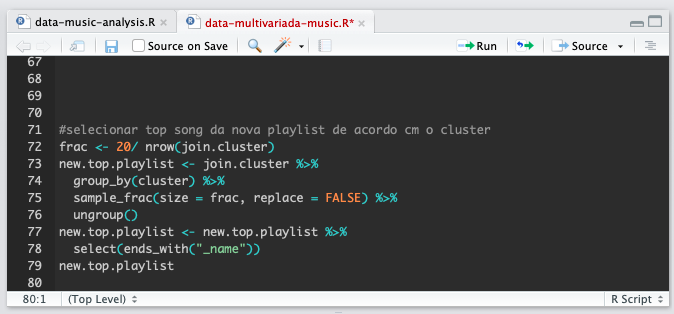 data-music-analysis.R
data-multivariada-music.R*
Source on Save
Run
Source
67
68
69
70
71 #selecionar top song da nova playlist de acordo cm o cluster
72 frac <- 20/ nrow(join.cluster)
73 new.top.playlist <- join.cluster %>%
74 group_by(cluster) %>%
75 sample_frac(size = frac, replace = FALSE) %>%
76 ungroup()
77 new.top.playlist <- new.top.playlist %>%
78 select(ends_with("_name"))
79 new.top.playlist
80
80:1 (Top Level) R Script